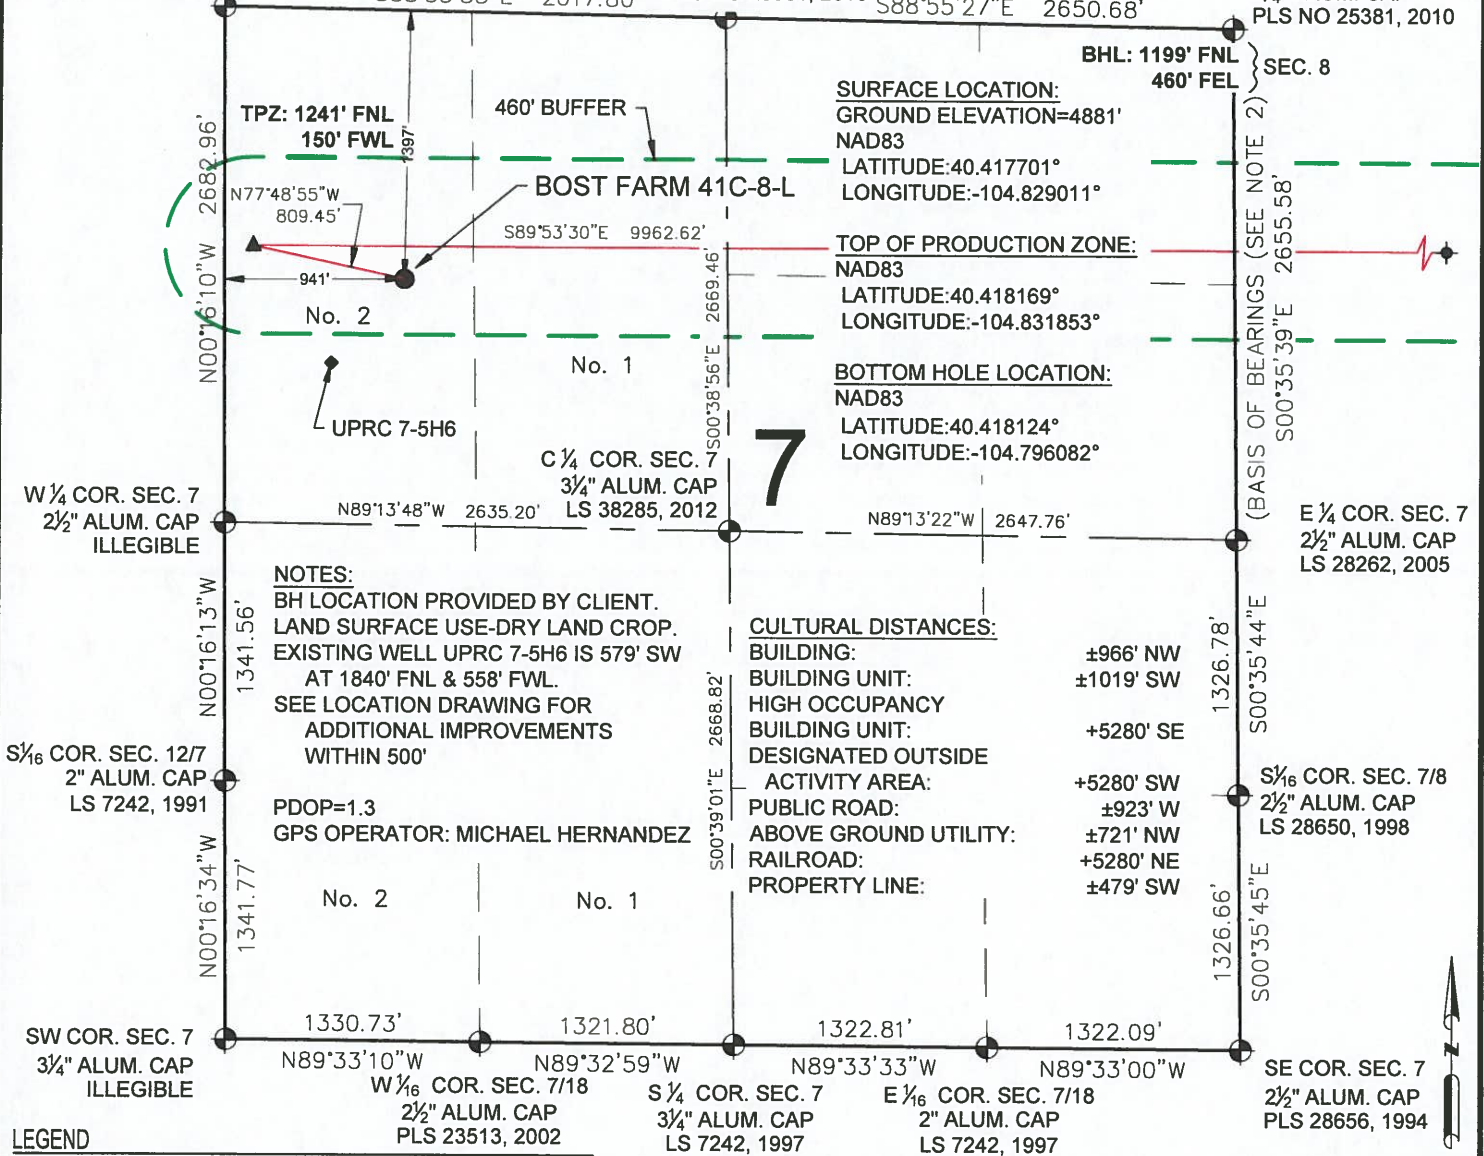 S88°55'27"E 2650.68'
PLS NO 25381, 2010
BHL: 1199' FNL
460' FEL
SEC. 8
TPZ: 1241' FNL
150' FWL
1397'
460' BUFFER
SURFACE LOCATION:
GROUND ELEVATION=4881'
NAD83
LATITUDE:40.417701°
LONGITUDE:-104.829011°
N00°16'10"W 2682.96'
N77°48'55"W
809.45'
BOST FARM 41C-8-L
S89°53'30"E 9962.62'
941'
No. 2
TOP OF PRODUCTION ZONE:
NAD83
LATITUDE:40.418169°
LONGITUDE:-104.831853°
S00°38'56"E 2669.46'
(BASIS OF BEARINGS (SEE NOTE 2)
S00°35'39"E 2655.58'
No. 1
UPRC 7-5H6
BOTTOM HOLE LOCATION:
NAD83
LATITUDE:40.418124°
LONGITUDE:-104.796082°
7
C ¼ COR. SEC. 7
3¼" ALUM. CAP
LS 38285, 2012
W ¼ COR. SEC. 7
2½" ALUM. CAP
ILLEGIBLE
N89°13'48"W 2635.20'
N89°13'22"W 2647.76'
E ¼ COR. SEC. 7
2½" ALUM. CAP
LS 28262, 2005
NOTES:
BH LOCATION PROVIDED BY CLIENT.
LAND SURFACE USE-DRY LAND CROP.
EXISTING WELL UPRC 7-5H6 IS 579' SW
AT 1840' FNL & 558' FWL.
SEE LOCATION DRAWING FOR
ADDITIONAL IMPROVEMENTS
WITHIN 500'
PDOP=1.3
GPS OPERATOR: MICHAEL HERNANDEZ
CULTURAL DISTANCES:
BUILDING: ±966' NW
BUILDING UNIT: ±1019' SW
HIGH OCCUPANCY
BUILDING UNIT: +5280' SE
DESIGNATED OUTSIDE
ACTIVITY AREA: +5280' SW
PUBLIC ROAD: ±923' W
ABOVE GROUND UTILITY: ±721' NW
RAILROAD: +5280' NE
PROPERTY LINE: ±479' SW
N00°16'13"W
1341.56'
S00°39'01"E 2668.82'
1326.78'
S00°35'44"E
S1⁄16 COR. SEC. 12/7
2" ALUM. CAP
LS 7242, 1991
S1⁄16 COR. SEC. 7/8
2½" ALUM. CAP
LS 28650, 1998
N00°16'34"W
1341.77'
No. 2
No. 1
1326.66'
S00°35'45"E
N
SW COR. SEC. 7
3¼" ALUM. CAP
ILLEGIBLE
1330.73'
N89°33'10"W
1321.80'
N89°32'59"W
1322.81'
N89°33'33"W
1322.09'
N89°33'00"W
W 1⁄16 COR. SEC. 7/18
2½" ALUM. CAP
PLS 23513, 2002
S ¼ COR. SEC. 7
3¼" ALUM. CAP
LS 7242, 1997
E 1⁄16 COR. SEC. 7/18
2" ALUM. CAP
LS 7242, 1997
SE COR. SEC. 7
2½" ALUM. CAP
PLS 28656, 1994
LEGEND